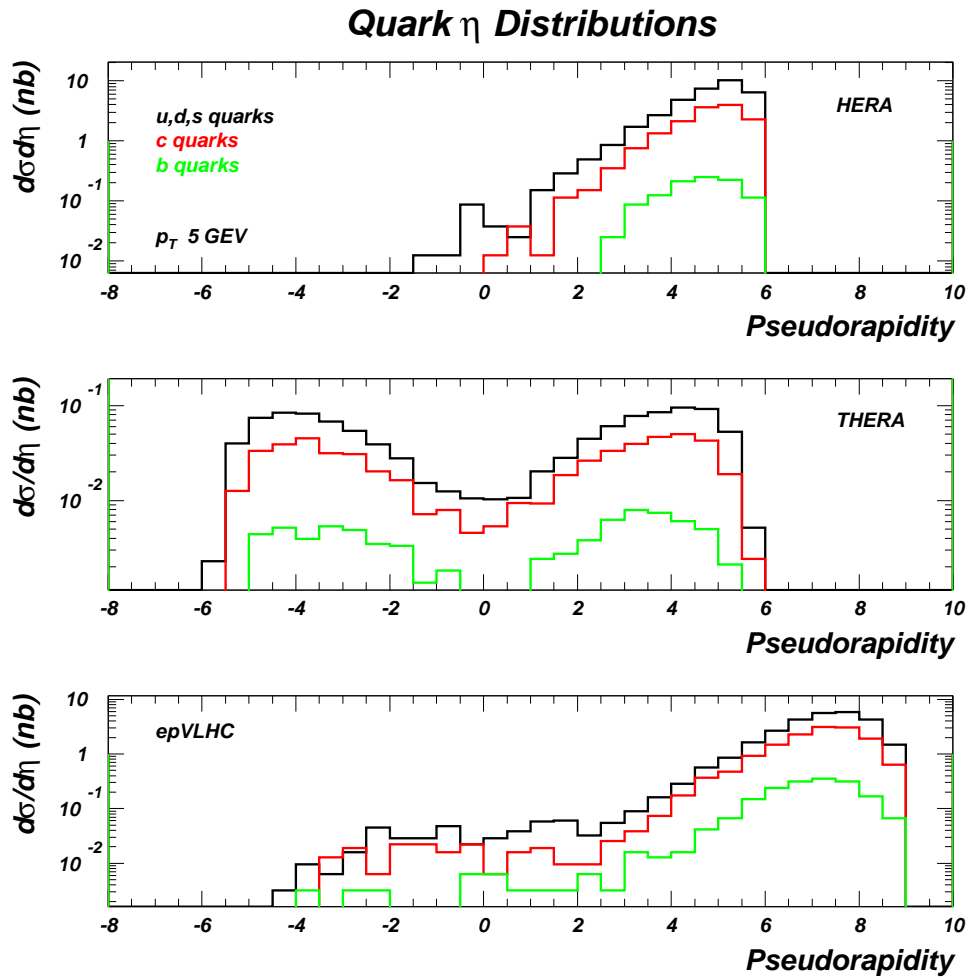 Quark η Distributions
dσdη (nb)
10
1
10⁻¹
10⁻²
u,d,s quarks
c quarks
b quarks
p_T 5 GEV
HERA
-8 -6 -4 -2 0 2 4 6 8 10
Pseudorapidity
dσ/dη (nb)
10⁻¹
10⁻²
THERA
-8 -6 -4 -2 0 2 4 6 8 10
Pseudorapidity
dσ/dη (nb)
10
1
10⁻¹
10⁻²
epVLHC
-8 -6 -4 -2 0 2 4 6 8 10
Pseudorapidity